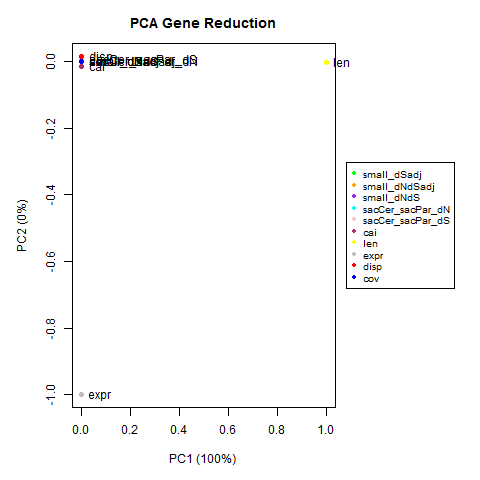 PCA Gene Reduction
PC2 (0%)
0.0
-0.2
-0.4
-0.6
-0.8
-1.0
disp
cai
len
expr
0.0
0.2
0.4
0.6
0.8
1.0
PC1 (100%)
small_dSadj
small_dNdSadj
small_dNdS
sacCer_sacPar_dN
sacCer_sacPar_dS
cai
len
expr
disp
cov